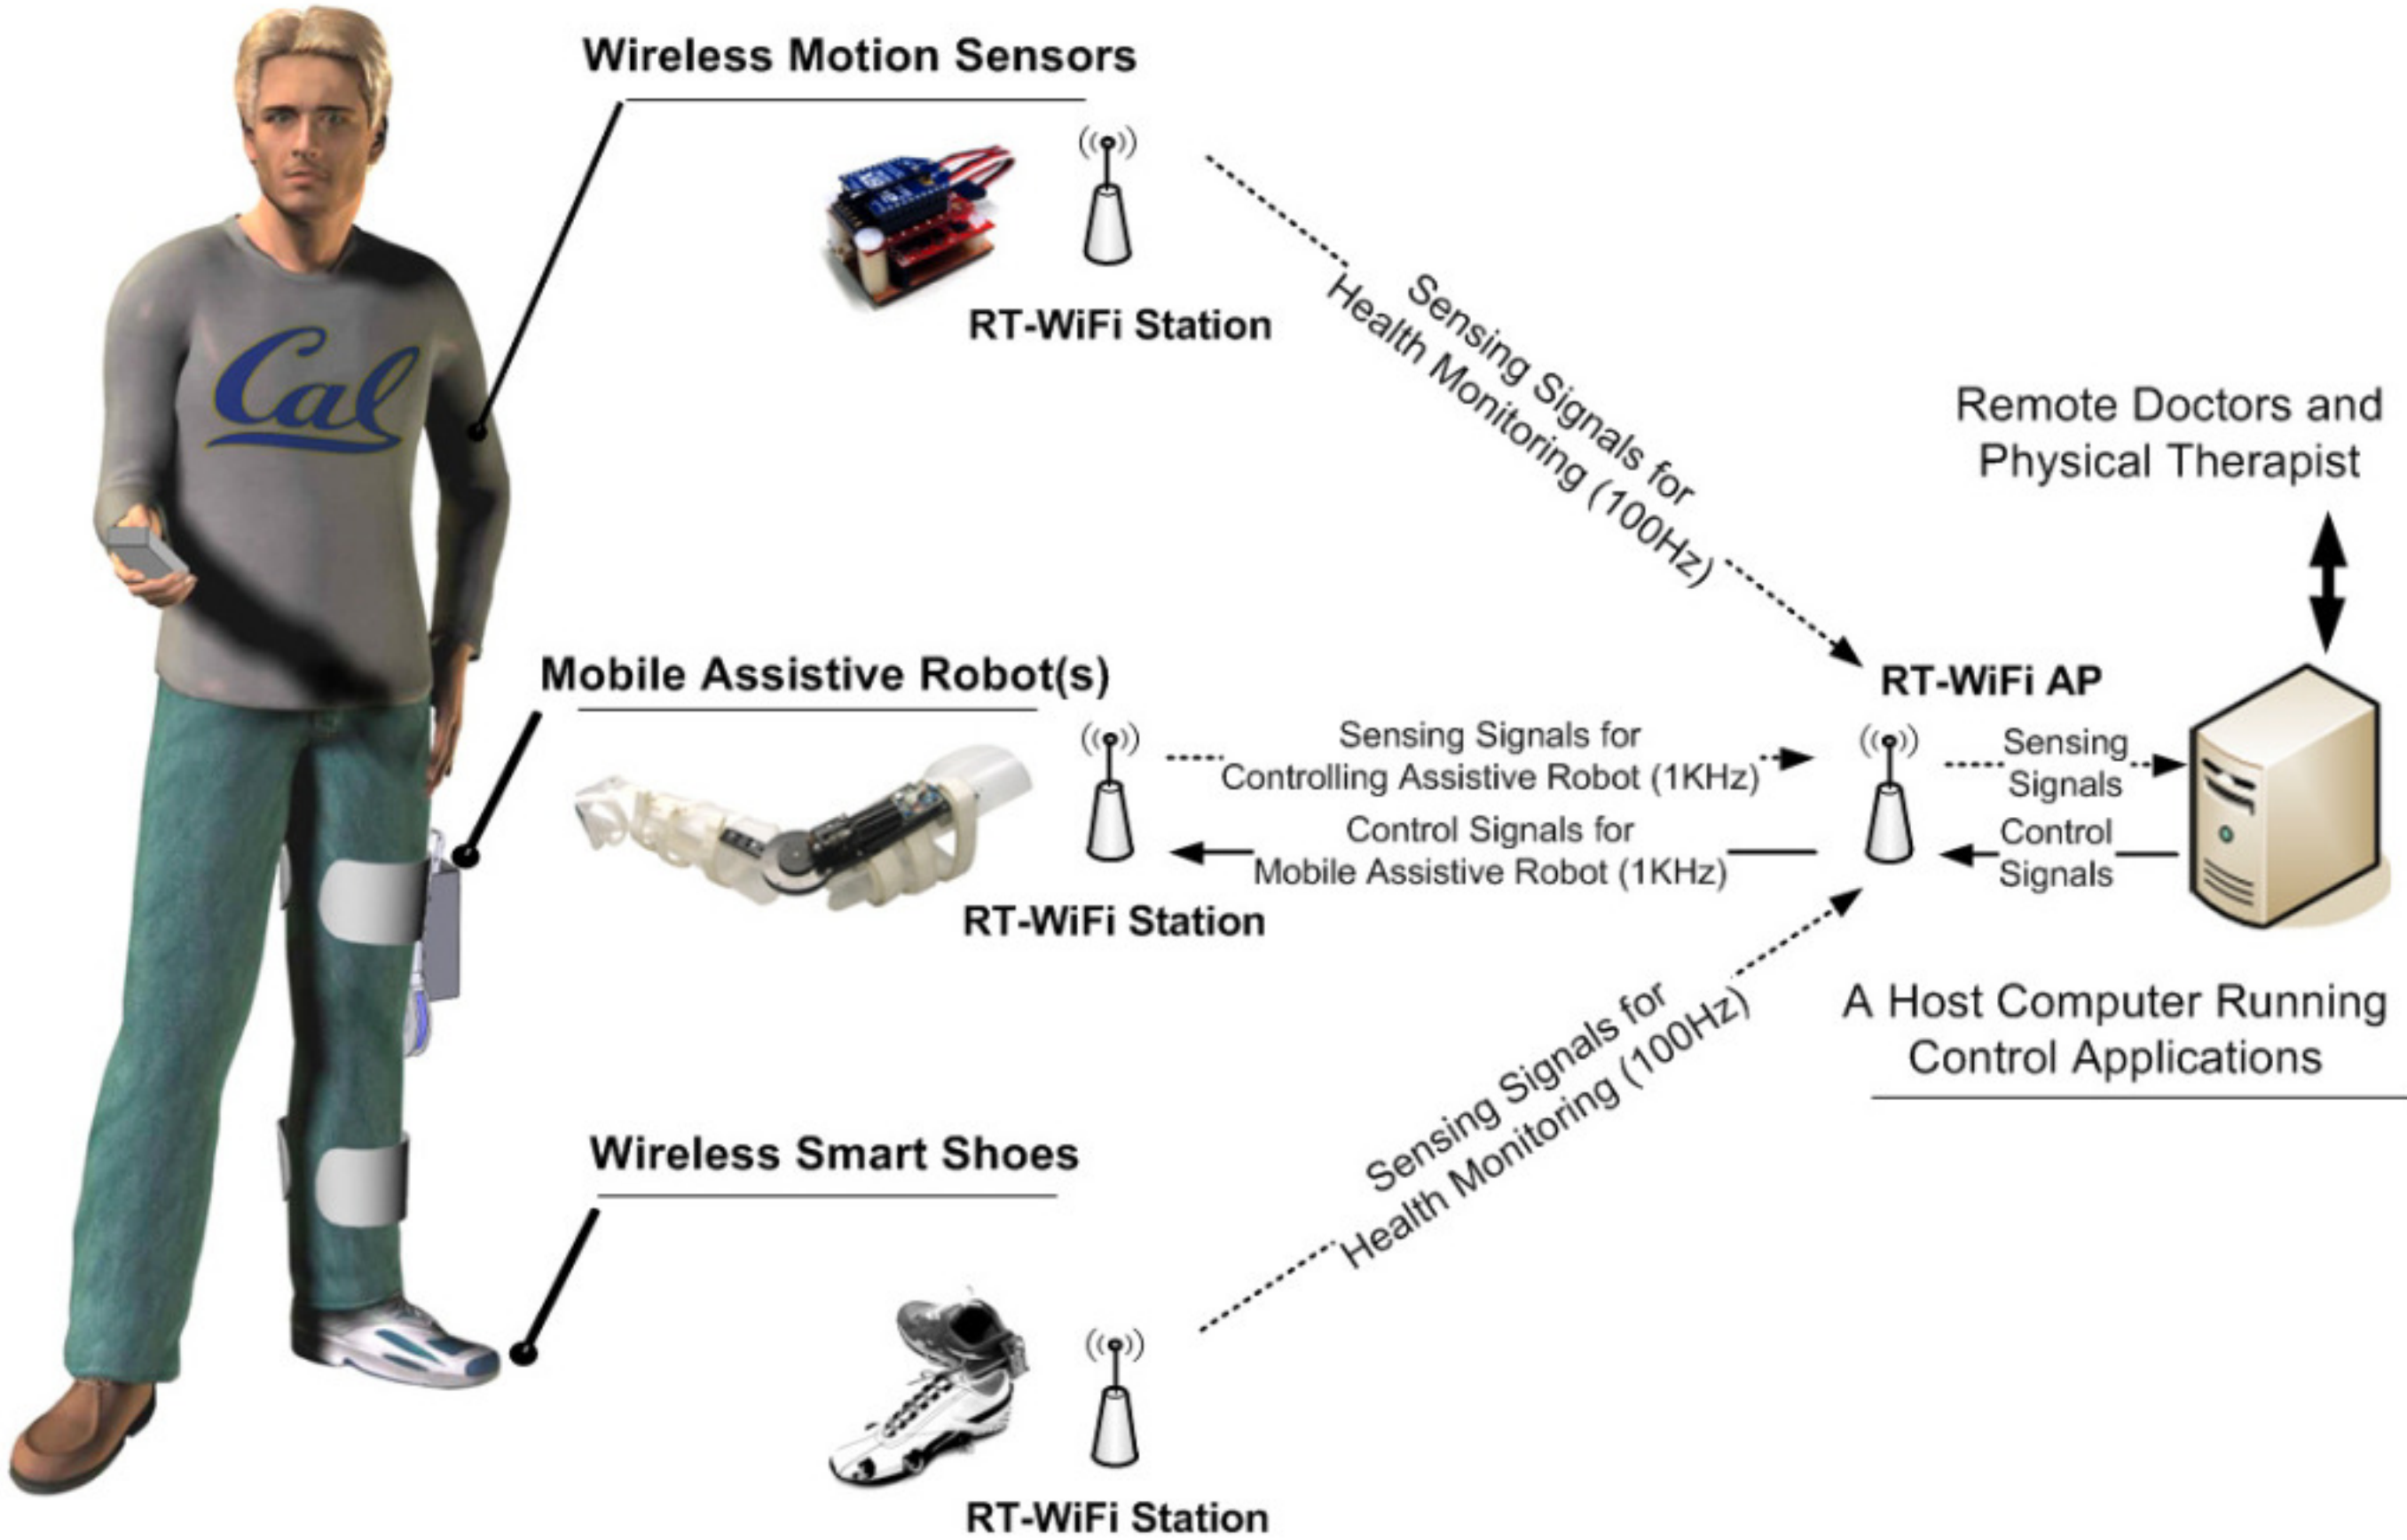 Wireless Motion Sensors
Cal
RT-WiFi Station
Sensing Signals for
Health Monitoring (100Hz)
Remote Doctors and
Physical Therapist
Mobile Assistive Robot(s)
RT-WiFi AP
Sensing Signals for
Controlling Assistive Robot (1KHz)
Sensing
Signals
Control Signals for
Mobile Assistive Robot (1KHz)
Control
Signals
RT-WiFi Station
A Host Computer Running
Control Applications
Sensing Signals for
Health Monitoring (100Hz)
Wireless Smart Shoes
RT-WiFi Station